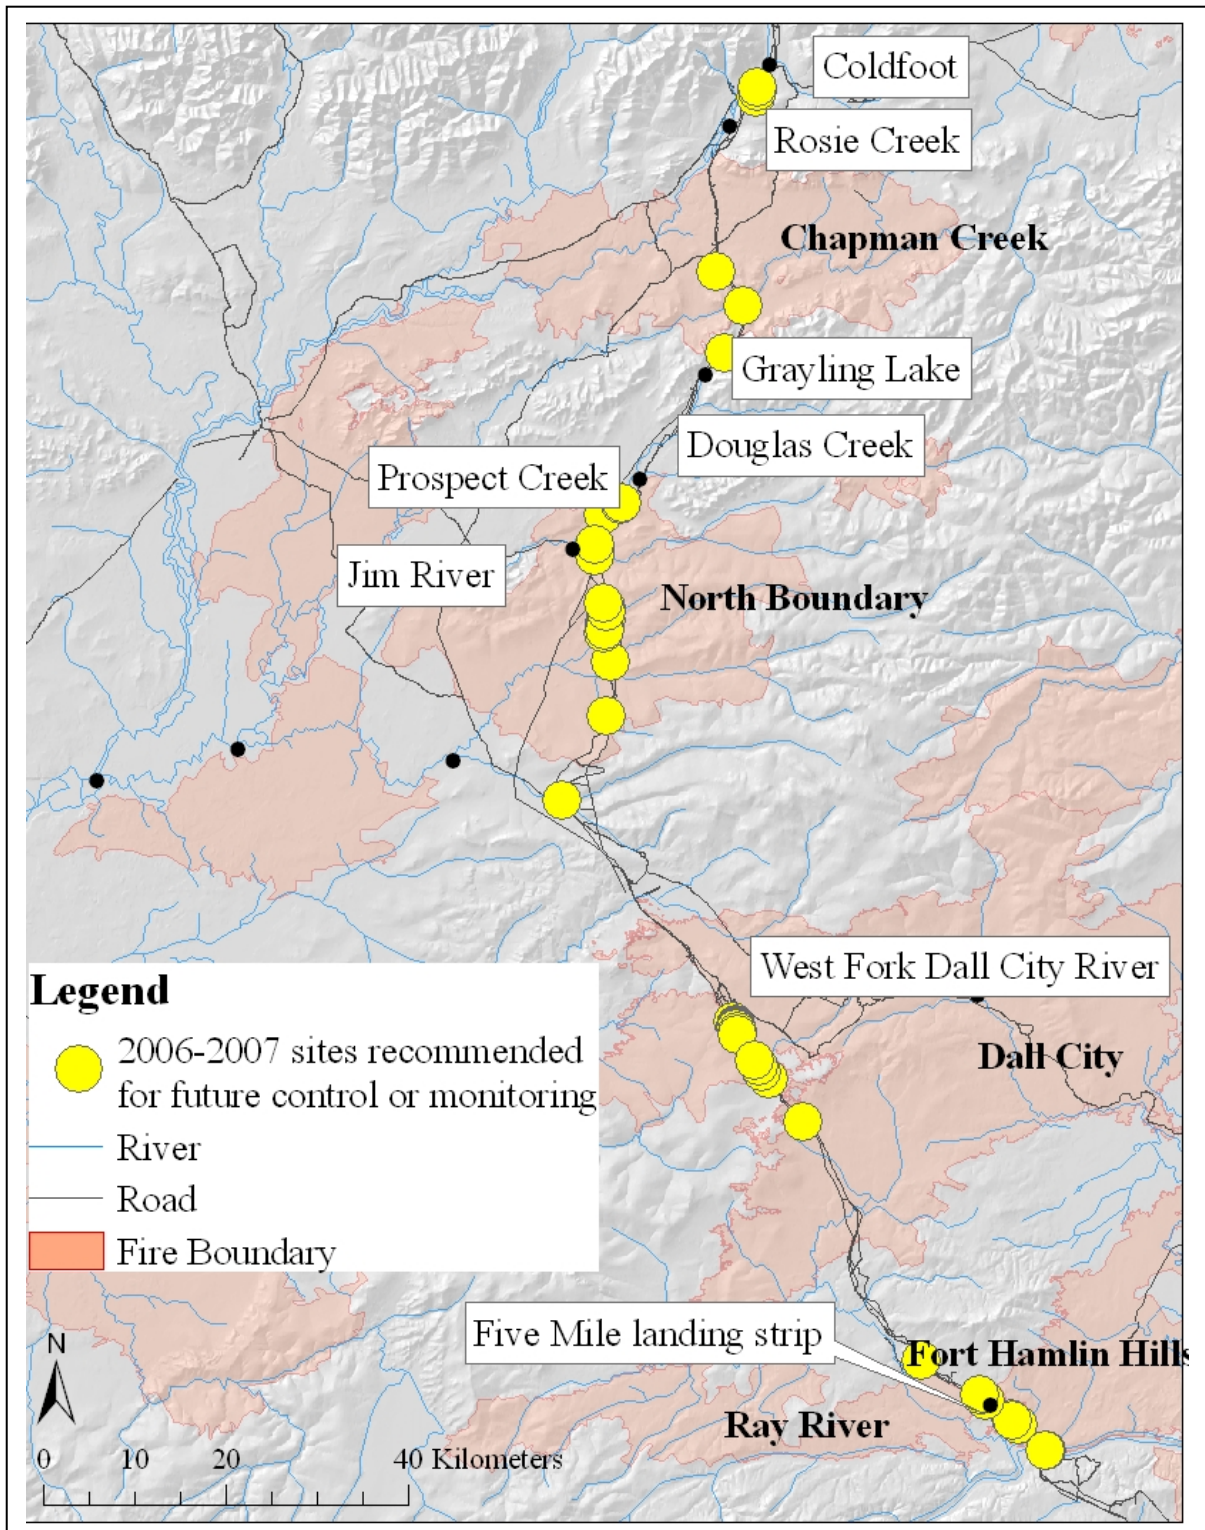 Coldfoot
Rosie Creek
Chapman Creek
Grayling Lake
Douglas Creek
Prospect Creek
Jim River
North Boundary
West Fork Dall City River
Dall City
Legend
2006-2007 sites recommended
for future control or monitoring
River
Road
Fire Boundary
Five Mile landing strip
Fort Hamlin Hills
Ray River
N
0 10 20 40 Kilometers